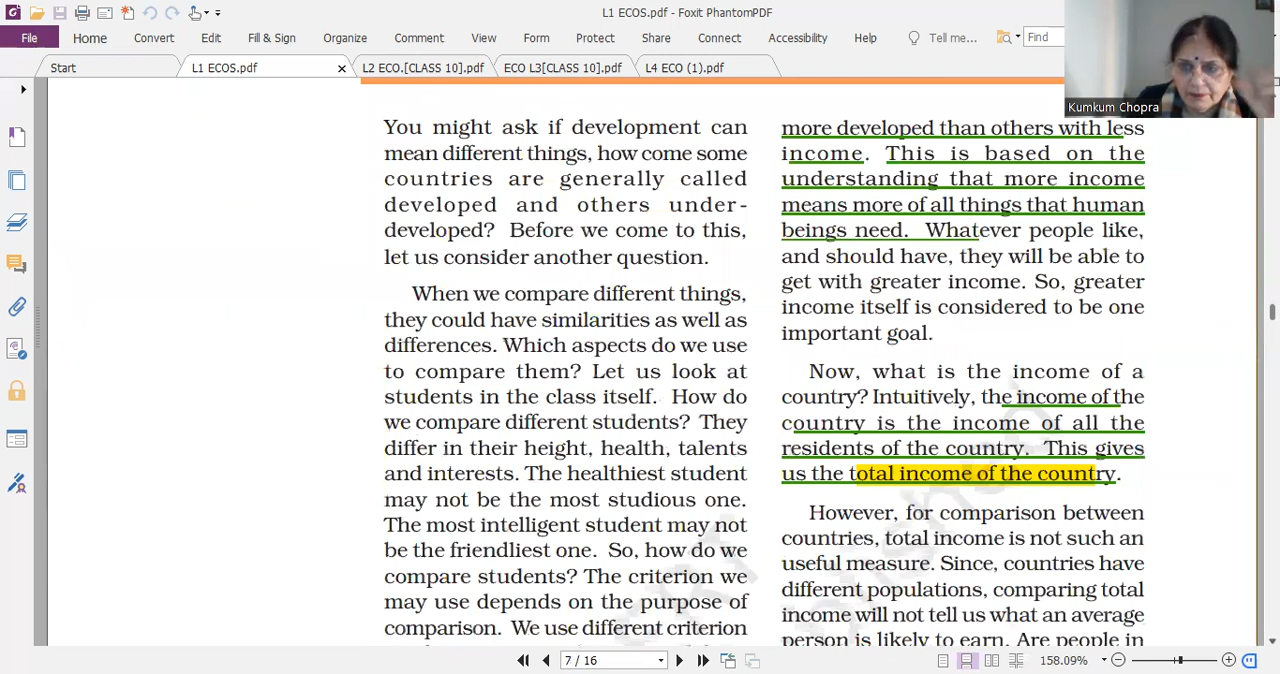 L1 ECOS.pdf - Foxit PhantomPDF
File Home Convert Edit Fill & Sign Organize Comment View Form Protect Share Connect Accessibility Help Tell me... Find
Start L1 ECOS.pdf L2 ECO.[CLASS 10].pdf ECO L3[CLASS 10].pdf L4 ECO (1).pdf
Kumkum Chopra
You might ask if development can
mean different things, how come some
countries are generally called
developed and others under-
developed? Before we come to this,
let us consider another question.
When we compare different things,
they could have similarities as well as
differences. Which aspects do we use
to compare them? Let us look at
students in the class itself. How do
we compare different students? They
differ in their height, health, talents
and interests. The healthiest student
may not be the most studious one.
The most intelligent student may not
be the friendliest one. So, how do we
compare students? The criterion we
may use depends on the purpose of
comparison. We use different criterion
more developed than others with less
income. This is based on the
understanding that more income
means more of all things that human
beings need. Whatever people like,
and should have, they will be able to
get with greater income. So, greater
income itself is considered to be one
important goal.
Now, what is the income of a
country? Intuitively, the income of the
country is the income of all the
residents of the country. This gives
us the total income of the country.
However, for comparison between
countries, total income is not such an
useful measure. Since, countries have
different populations, comparing total
income will not tell us what an average
person is likely to earn. Are people in
7 / 16
158.09%